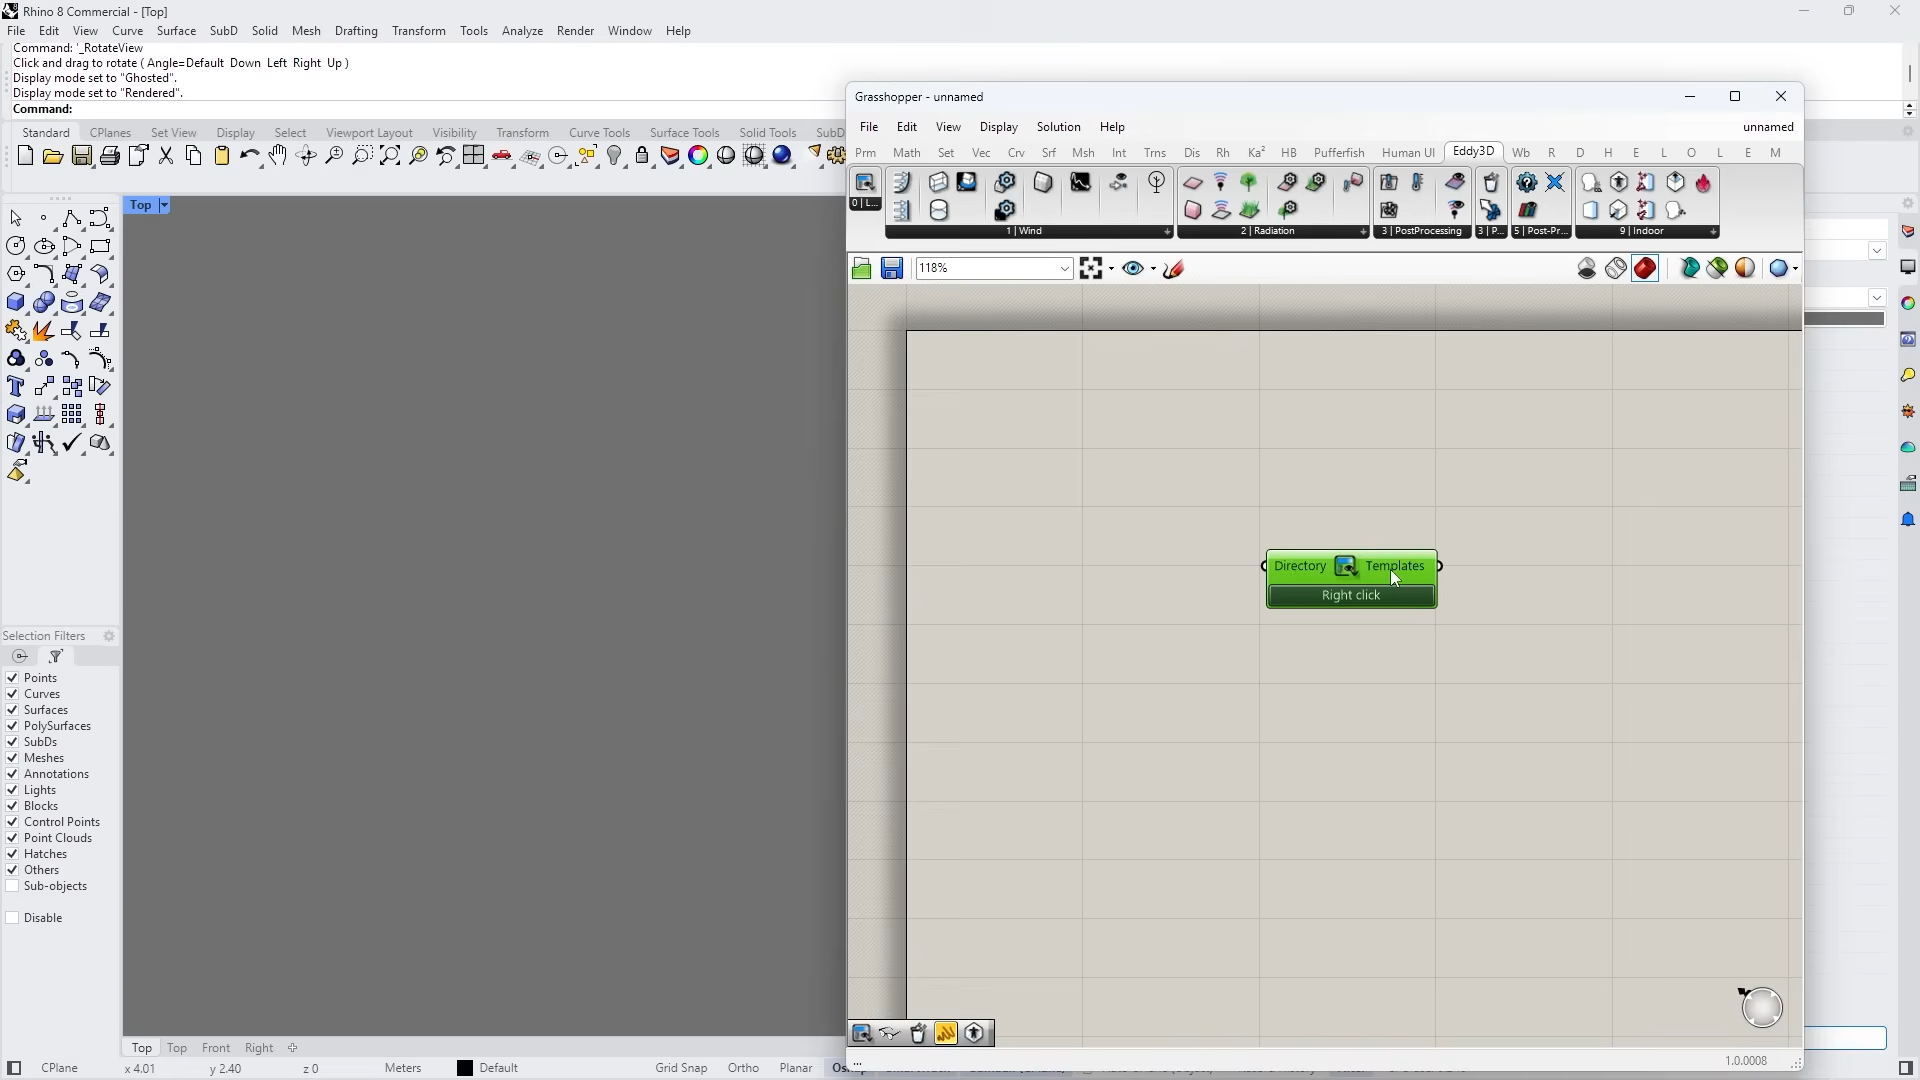 Rhino 8 Commercial - [Top]
File Edit View Curve Surface SubD Solid Mesh Drafting Transform Tools Analyze Render Window Help
Command: '_RotateView
Click and drag to rotate ( Angle=Default Down Left Right Up )
Display mode set to "Ghosted".
Display mode set to "Rendered".
Command:
Standard CPlanes Set View Display Select Viewport Layout Visibility Transform Curve Tools Surface Tools Solid Tools SubD
Top
Selection Filters
Points
Curves
Surfaces
PolySurfaces
SubDs
Meshes
Annotations
Lights
Blocks
Control Points
Point Clouds
Hatches
Others
Sub-objects
Disable
Grasshopper - unnamed
File Edit View Display Solution Help unnamed
Prm Math Set Vec Crv Srf Msh Int Trns Dis Rh Ka² HB Pufferfish Human UI Eddy3D Wb R D H E L O L E M
0 | L... 1 | Wind 2 | Radiation 3 | PostProcessing 3 | P... 5 | Post-Pr... 9 | Indoor
118%
Directory Templates
Right click
... 1.0.0008
Top Top Front Right
CPlane x 4.01 y 2.40 z 0 Meters Default Grid Snap Ortho Planar